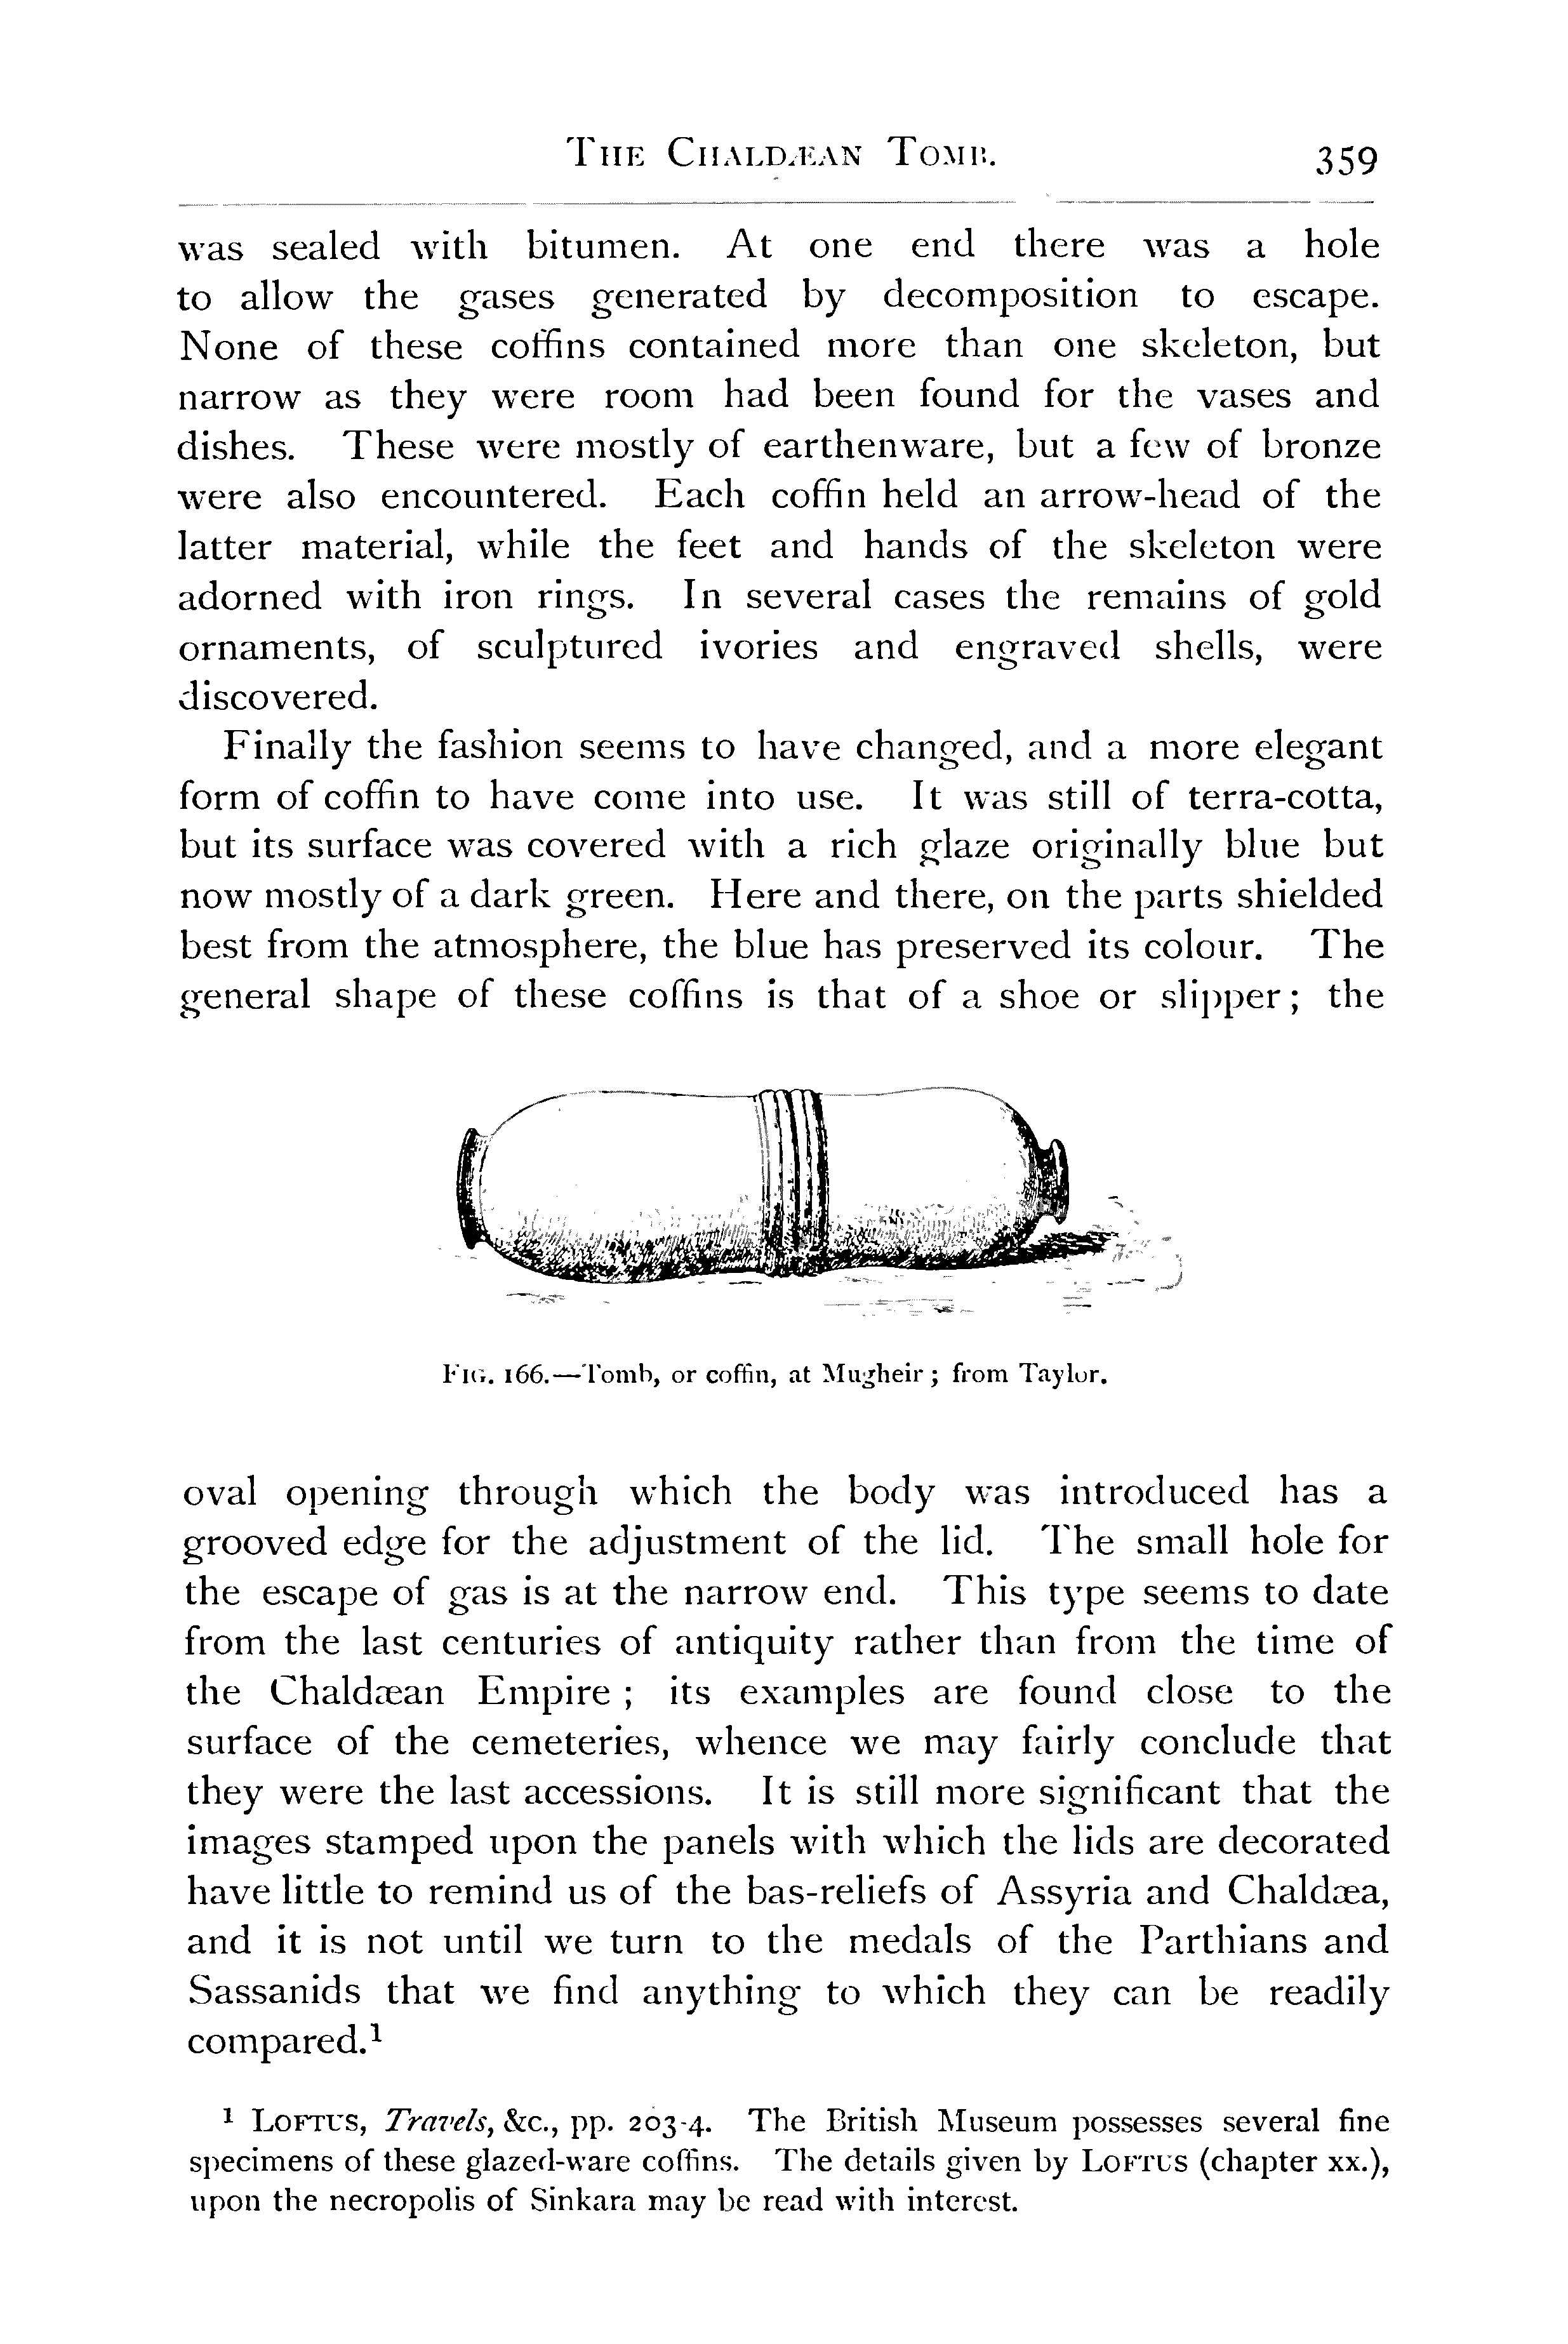 THE CHALDÆAN TOMB. 359
was sealed with bitumen. At one end there was a hole
to allow the gases generated by decomposition to escape.
None of these coffins contained more than one skeleton, but
narrow as they were room had been found for the vases and
dishes. These were mostly of earthenware, but a few of bronze
were also encountered. Each coffin held an arrow-head of the
latter material, while the feet and hands of the skeleton were
adorned with iron rings. In several cases the remains of gold
ornaments, of sculptured ivories and engraved shells, were
discovered.
Finally the fashion seems to have changed, and a more elegant
form of coffin to have come into use. It was still of terra-cotta,
but its surface was covered with a rich glaze originally blue but
now mostly of a dark green. Here and there, on the parts shielded
best from the atmosphere, the blue has preserved its colour. The
general shape of these coffins is that of a shoe or slipper; the
FIG. 166.—Tomb, or coffin, at Mugheir; from Taylor.
oval opening through which the body was introduced has a
grooved edge for the adjustment of the lid. The small hole for
the escape of gas is at the narrow end. This type seems to date
from the last centuries of antiquity rather than from the time of
the Chaldæan Empire; its examples are found close to the
surface of the cemeteries, whence we may fairly conclude that
they were the last accessions. It is still more significant that the
images stamped upon the panels with which the lids are decorated
have little to remind us of the bas-reliefs of Assyria and Chaldæa,
and it is not until we turn to the medals of the Parthians and
Sassanids that we find anything to which they can be readily
compared.¹
¹ LOFTUS, Travels, &c., pp. 203-4. The British Museum possesses several fine
specimens of these glazed-ware coffins. The details given by LOFTUS (chapter xx.),
upon the necropolis of Sinkara may be read with interest.